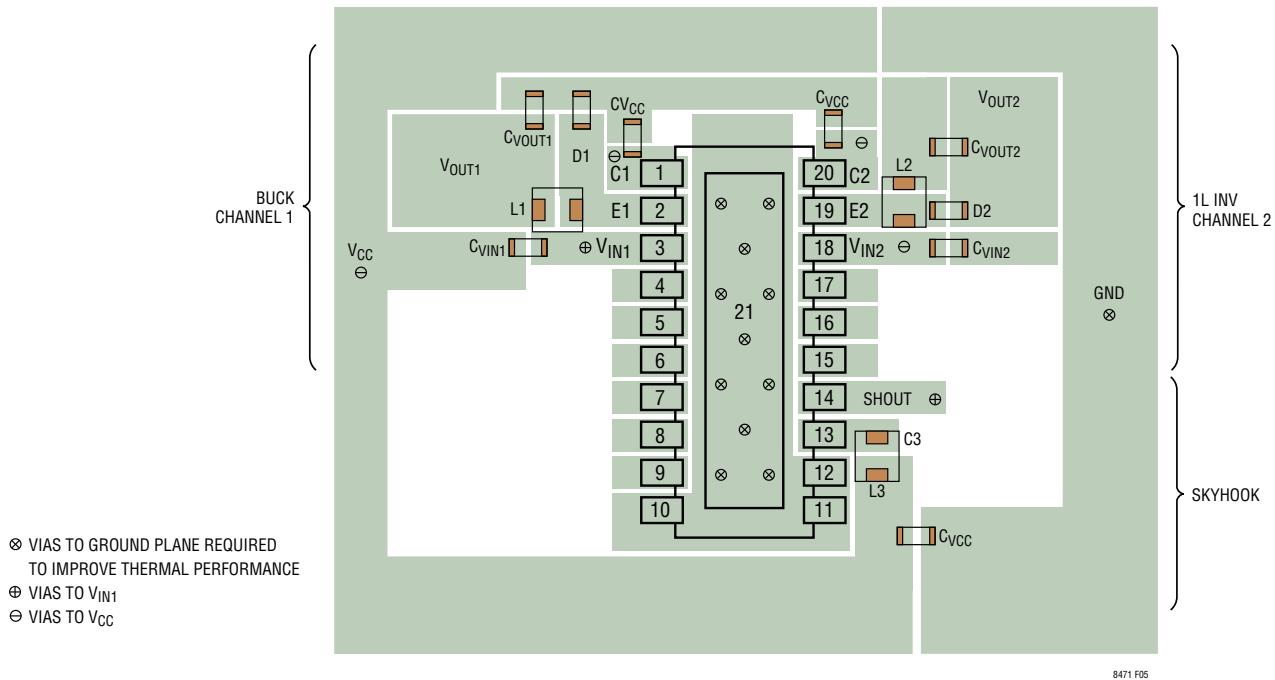 BUCK
CHANNEL 1
VCC
VOUT1
CVOUT1
D1
CVCC
L1
CVIN1
VIN1
C1
E1
1
2
3
4
5
6
7
8
9
10
21
20
19
18
17
16
15
14
13
12
11
CVCC
C2
E2
VIN2
L2
VOUT2
CVOUT2
D2
CVIN2
GND
SHOUT
C3
L3
CVCC
1L INV
CHANNEL 2
SKYHOOK
⊗ VIAS TO GROUND PLANE REQUIRED
TO IMPROVE THERMAL PERFORMANCE
⊕ VIAS TO VIN1
⊖ VIAS TO VCC
8471 F05